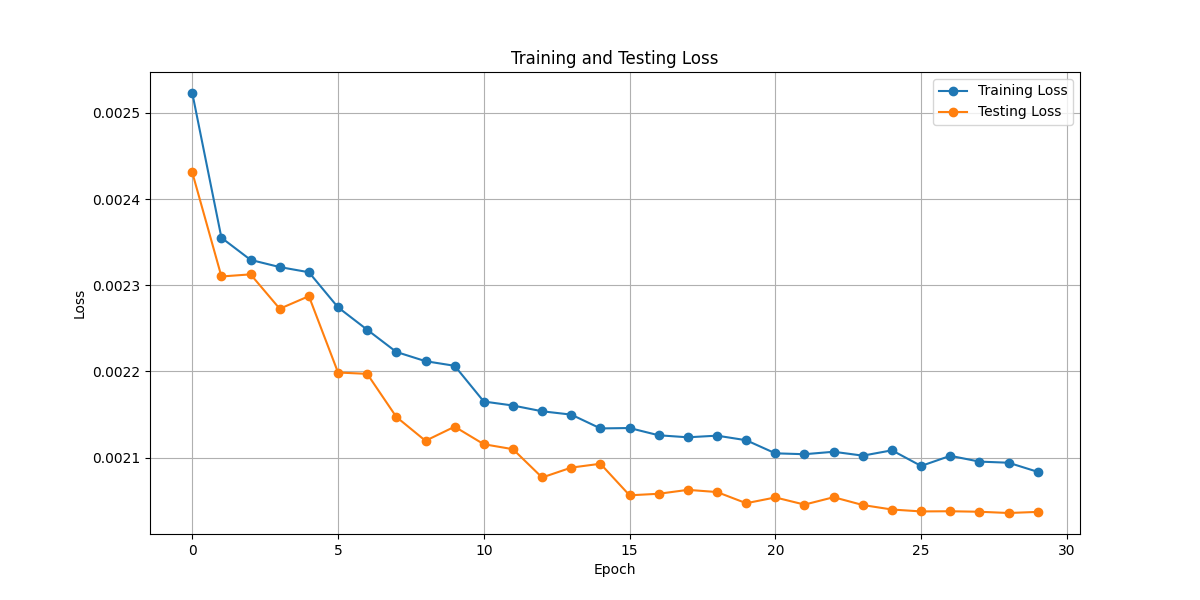 Training and Testing Loss
Training Loss
Testing Loss
0.0025
0.0024
0.0023
0.0022
0.0021
Loss
0 5 10 15 20 25 30
Epoch